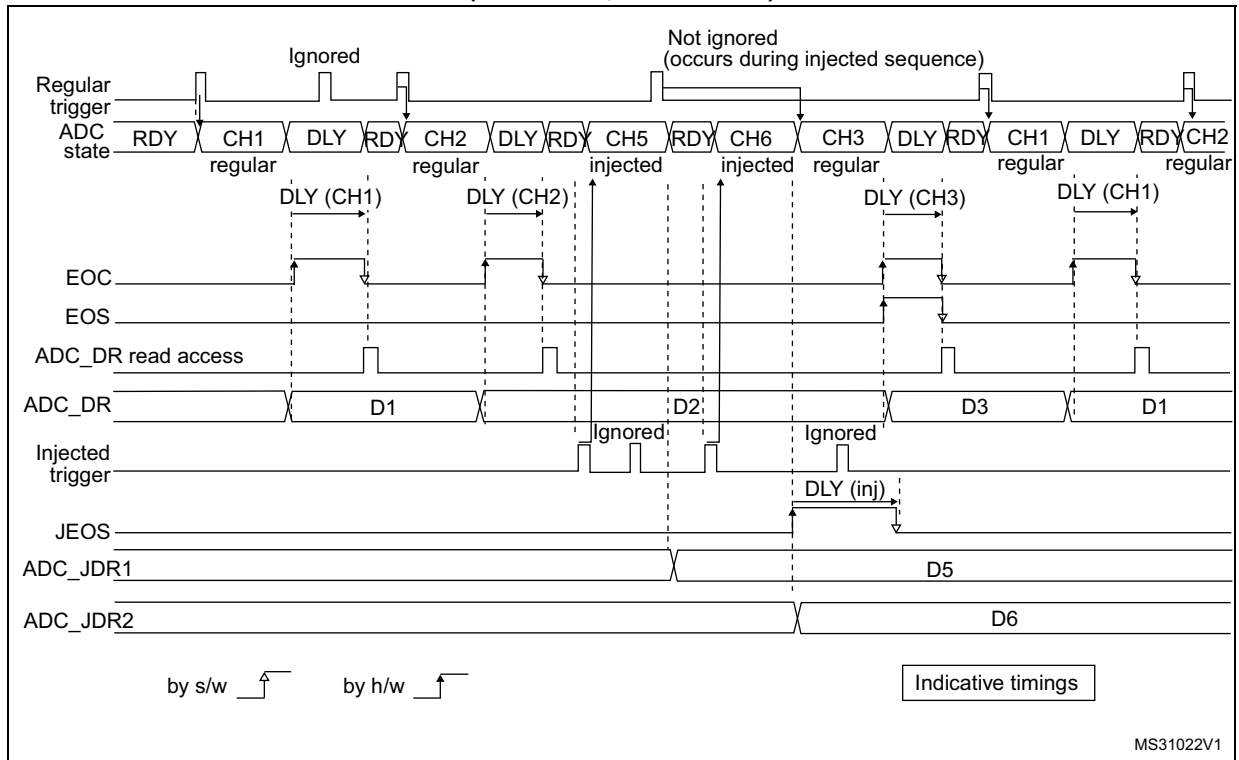 Not ignored
Ignored (occurs during injected sequence)
Regular
trigger
ADC
state RDY CH1 DLY RDY CH2 DLY RDY CH5 RDY CH6 CH3 DLY RDY CH1 DLY RDY CH2
regular regular injected injected regular regular regular
DLY (CH1) DLY (CH2) DLY (CH3) DLY (CH1)
EOC
EOS
ADC_DR read access
ADC_DR D1 D2 D3 D1
Ignored Ignored
Injected
trigger
DLY (inj)
JEOS
ADC_JDR1 D5
ADC_JDR2 D6
by s/w by h/w Indicative timings
MS31022V1